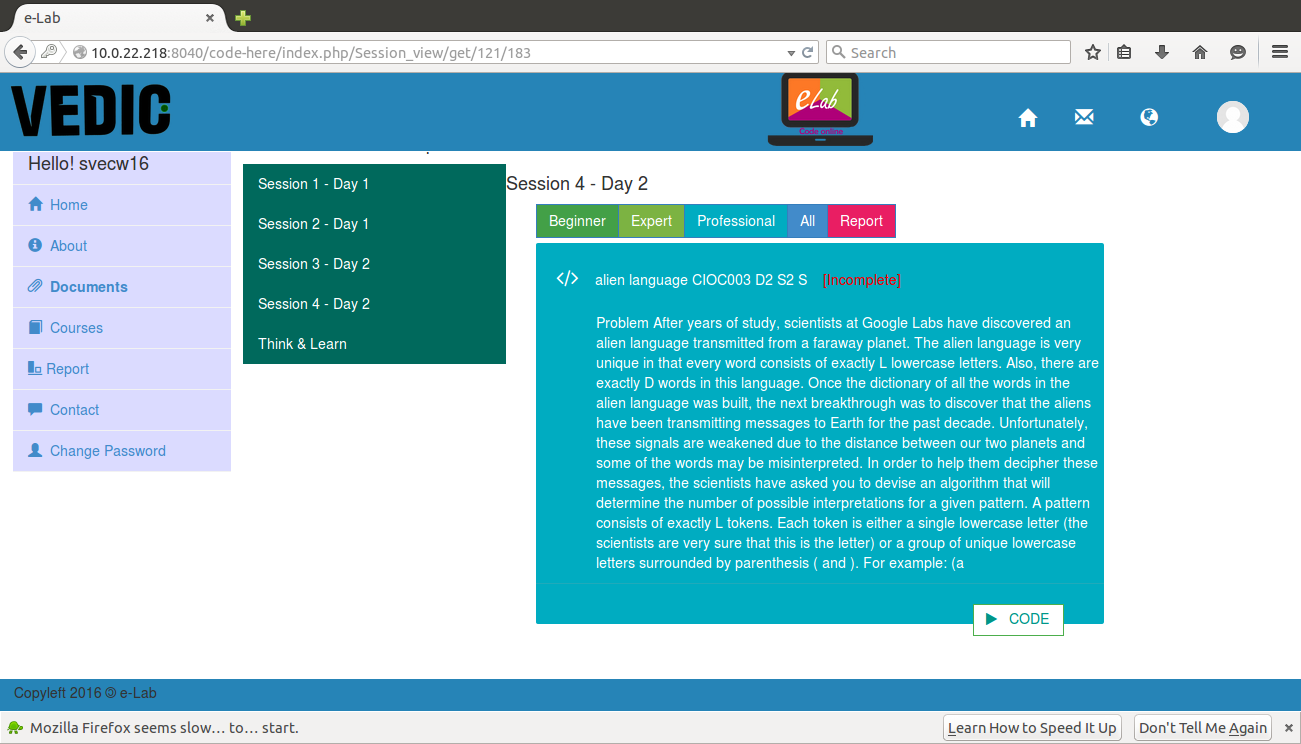 e-Lab
10.0.22.218:8040/code-here/index.php/Session_view/get/121/183
Search
VEDIC
eLab
Code online
Hello! svecw16
Home
About
Documents
Courses
Report
Contact
Change Password
Session 1 - Day 1
Session 2 - Day 1
Session 3 - Day 2
Session 4 - Day 2
Think & Learn
Session 4 - Day 2
Beginner Expert Professional All Report
alien language CIOC003 D2 S2 S [Incomplete]
Problem After years of study, scientists at Google Labs have discovered an
alien language transmitted from a faraway planet. The alien language is very
unique in that every word consists of exactly L lowercase letters. Also, there are
exactly D words in this language. Once the dictionary of all the words in the
alien language was built, the next breakthrough was to discover that the aliens
have been transmitting messages to Earth for the past decade. Unfortunately,
these signals are weakened due to the distance between our two planets and
some of the words may be misinterpreted. In order to help them decipher these
messages, the scientists have asked you to devise an algorithm that will
determine the number of possible interpretations for a given pattern. A pattern
consists of exactly L tokens. Each token is either a single lowercase letter (the
scientists are very sure that this is the letter) or a group of unique lowercase
letters surrounded by parenthesis ( and ). For example: (a
CODE
Copyleft 2016 @ e-Lab
Mozilla Firefox seems slow… to… start.
Learn How to Speed It Up
Don't Tell Me Again